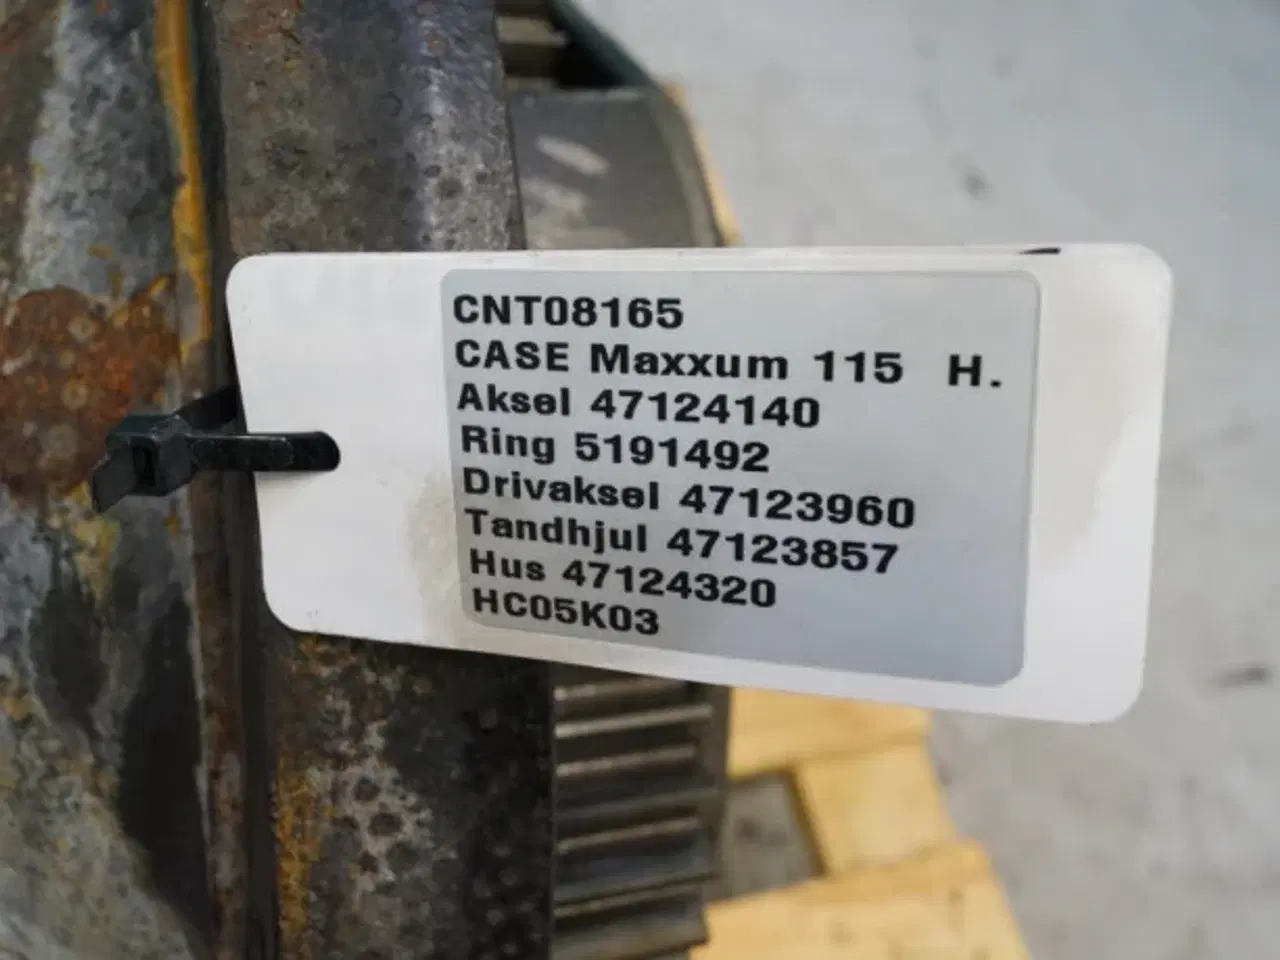 CNT08165
CASE Maxxum 115 H.
Aksel 47124140
Ring 5191492
Drivaksel 47123960
Tandhjul 47123857
Hus 47124320
HC05K03